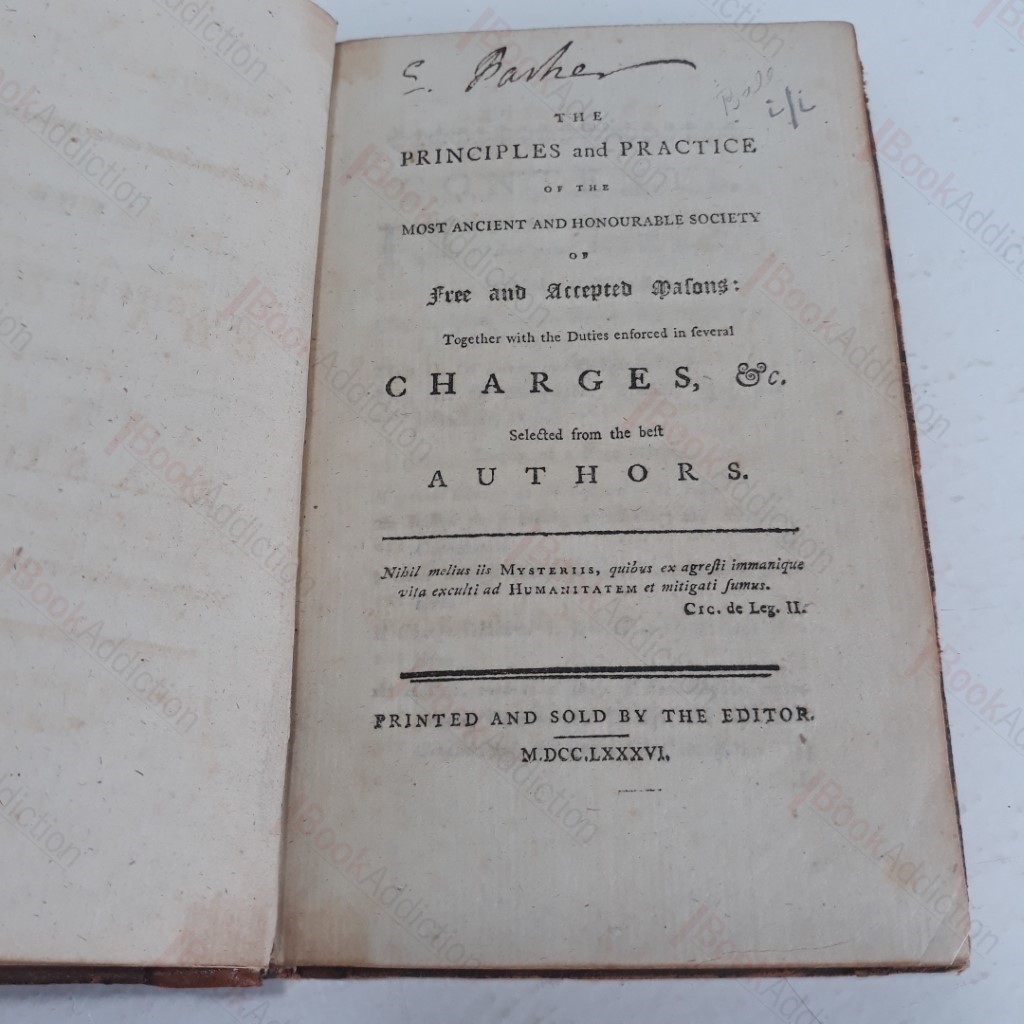 C. Parker
THE
PRINCIPLES and PRACTICE
OF THE
MOST ANCIENT AND HONOURABLE SOCIETY
OF
Free and Accepted Maſons:
Together with the Duties enforced in ſeveral
CHARGES, &c.
Selected from the beſt
AUTHORS.
Nihil melius iis MYSTERIIS, quibus ex agreſti immanique
vita exculti ad HUMANITATEM et mitigati ſumus.
CIC. de Leg. II.
PRINTED AND SOLD BY THE EDITOR.
M.DCC.LXXXVI.
BookAddiction